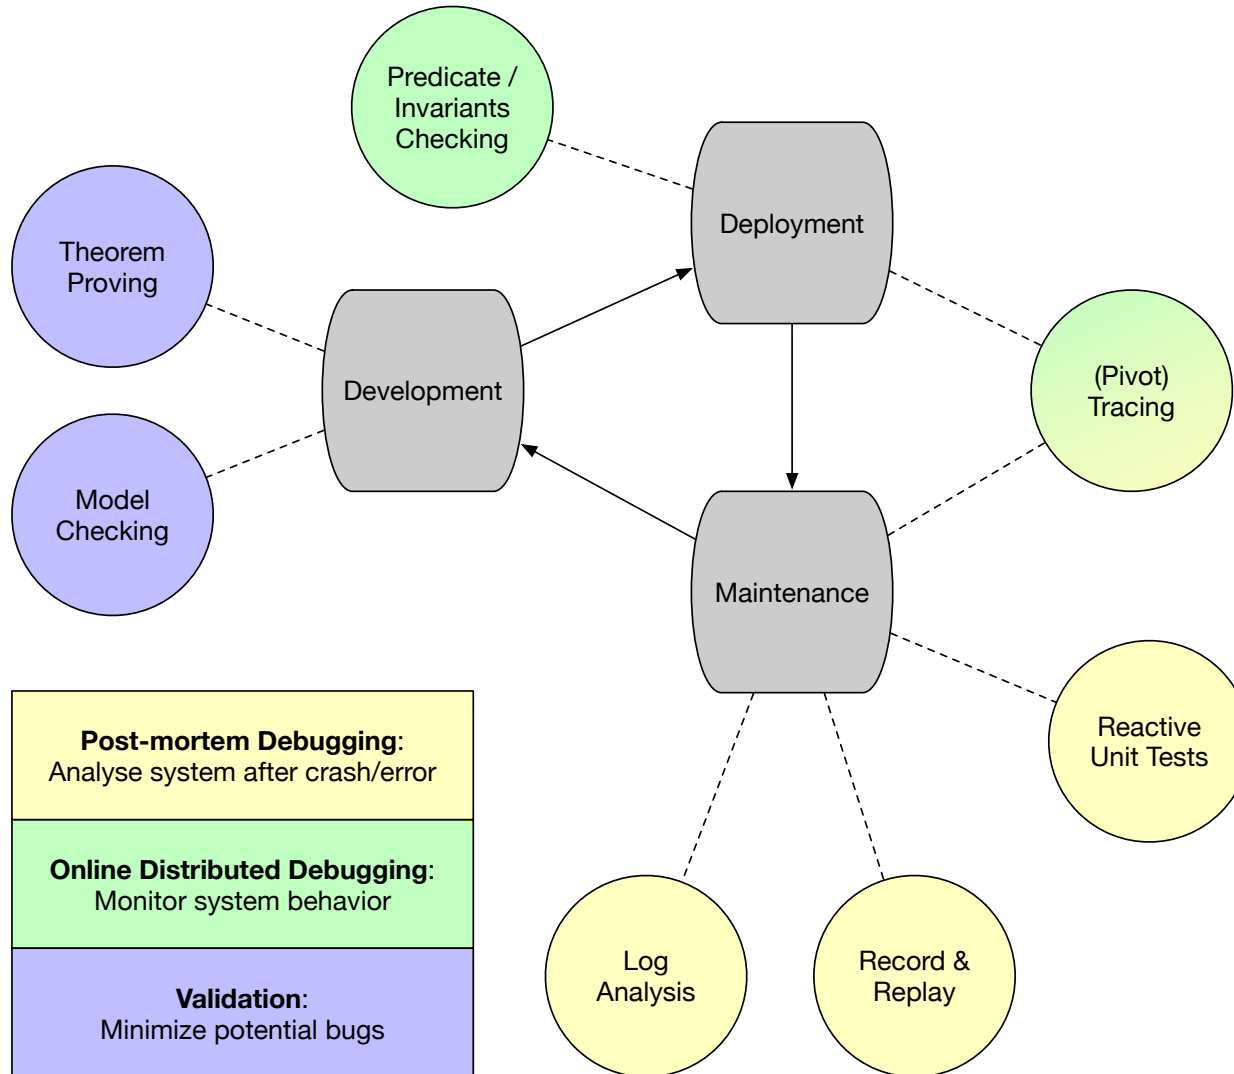 Predicate /
Invariants
Checking
Deployment
Theorem
Proving
Development
(Pivot)
Tracing
Model
Checking
Maintenance
Reactive
Unit Tests
Post-mortem Debugging:
Analyse system after crash/error
Online Distributed Debugging:
Monitor system behavior
Validation:
Minimize potential bugs
Log
Analysis
Record &
Replay